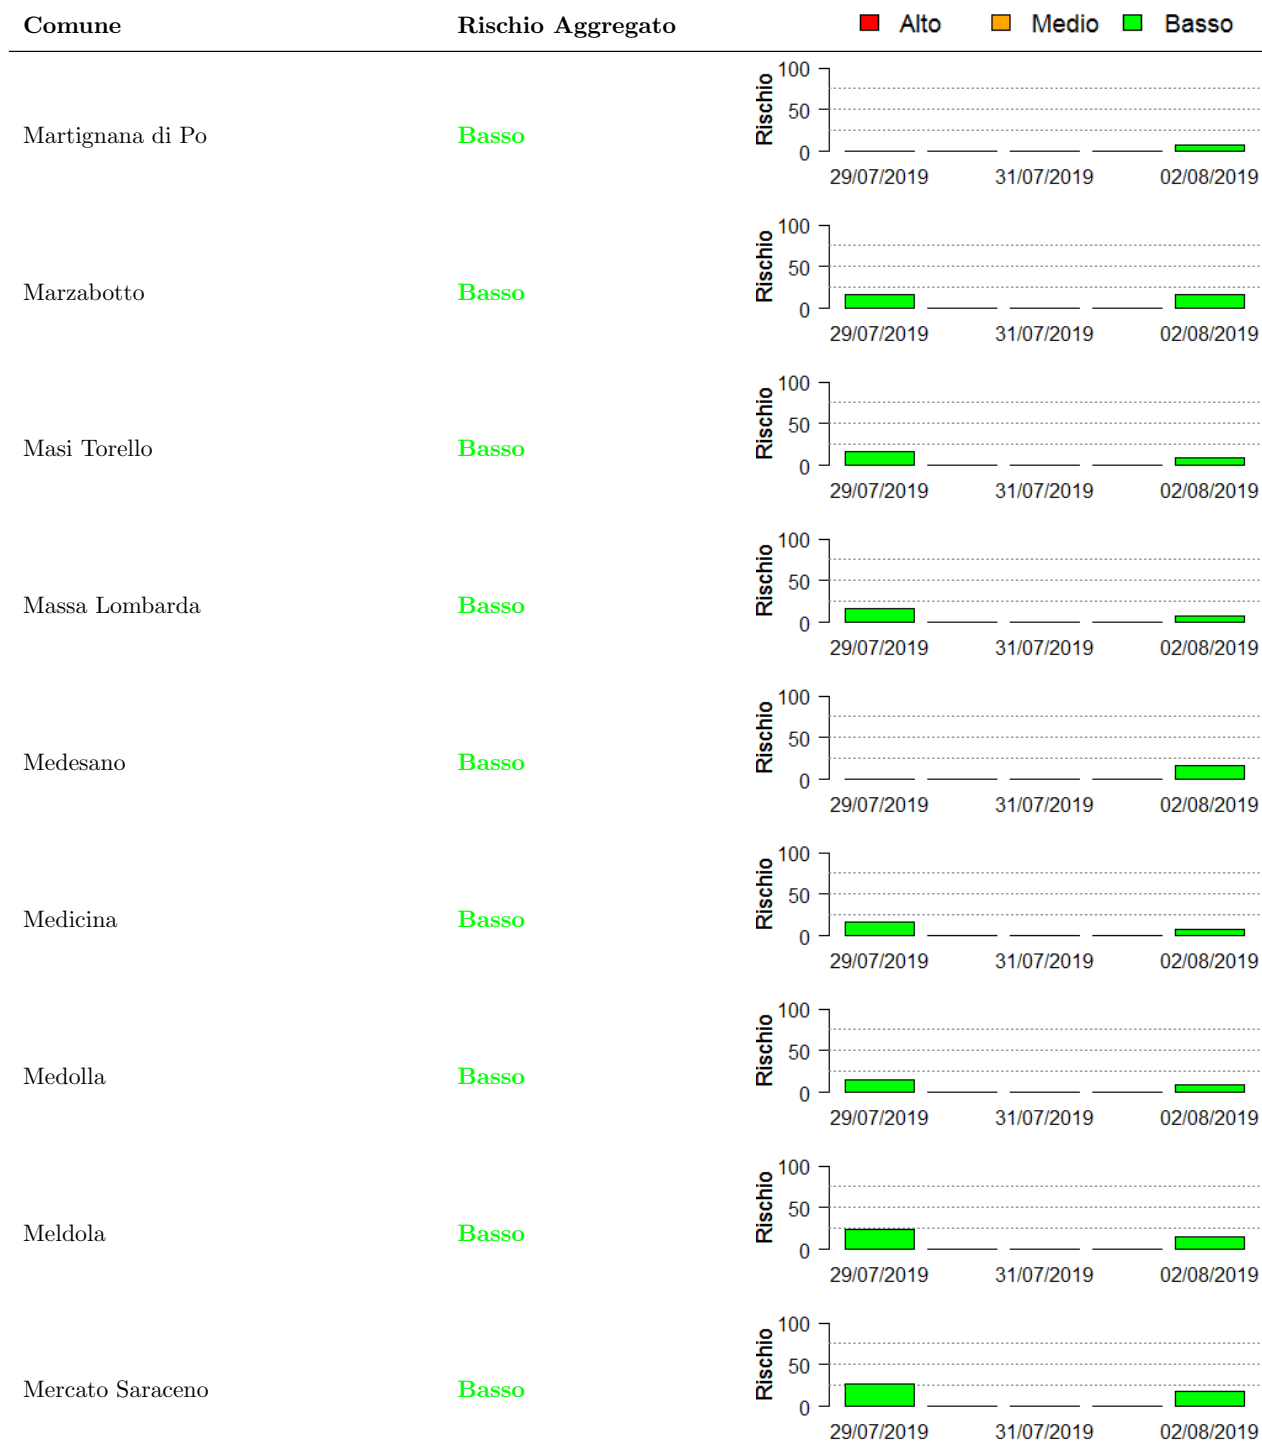 Comune Rischio Aggregato Alto Medio Basso
Martignana di Po Basso
Rischio
100
50
0
29/07/2019 31/07/2019 02/08/2019
Marzabotto Basso
Rischio
100
50
0
29/07/2019 31/07/2019 02/08/2019
Masi Torello Basso
Rischio
100
50
0
29/07/2019 31/07/2019 02/08/2019
Massa Lombarda Basso
Rischio
100
50
0
29/07/2019 31/07/2019 02/08/2019
Medesano Basso
Rischio
100
50
0
29/07/2019 31/07/2019 02/08/2019
Medicina Basso
Rischio
100
50
0
29/07/2019 31/07/2019 02/08/2019
Medolla Basso
Rischio
100
50
0
29/07/2019 31/07/2019 02/08/2019
Meldola Basso
Rischio
100
50
0
29/07/2019 31/07/2019 02/08/2019
Mercato Saraceno Basso
Rischio
100
50
0
29/07/2019 31/07/2019 02/08/2019